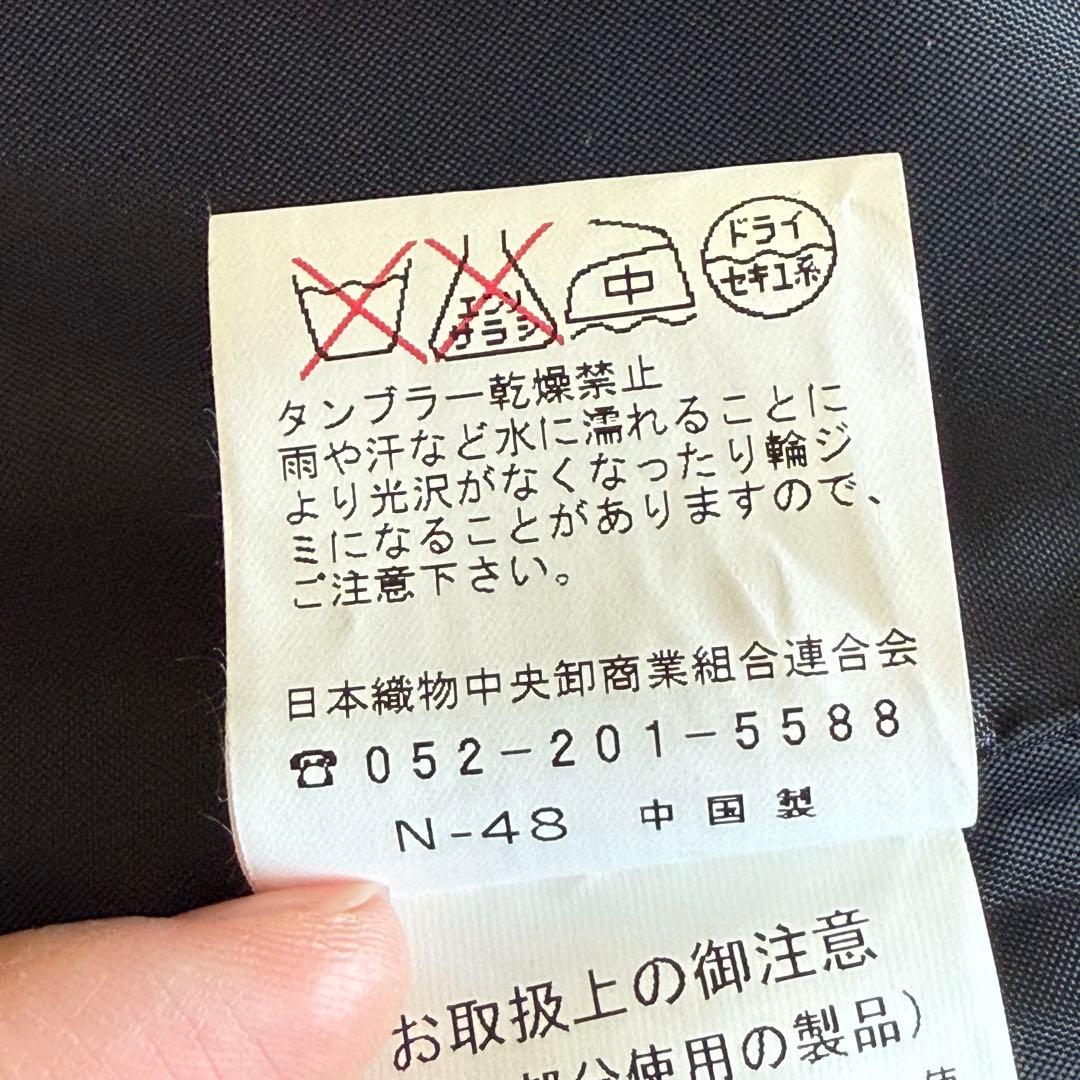 エンソ
サラシ
中
ドライ
セキユ系
タンブラー乾燥禁止
雨や汗など水に濡れることに
より光沢がなくなったり輪ジ
ミになることがありますので、
ご注意下さい。
日本織物中央卸商業組合連合会
☎052-201-5588
N-48 中国製
お取扱上の御注意
部分使用の製品）